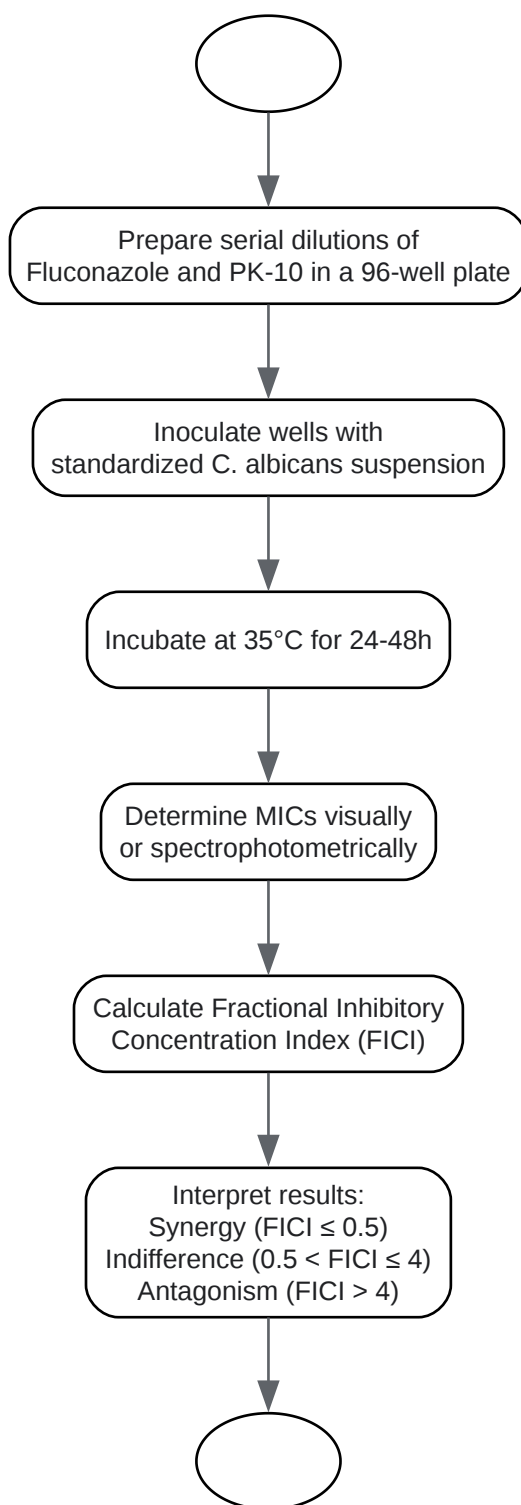 Prepare serial dilutions of
Fluconazole and PK-10 in a 96-well plate
Inoculate wells with
standardized C. albicans suspension
Incubate at 35°C for 24-48h
Determine MICs visually
or spectrophotometrically
Calculate Fractional Inhibitory
Concentration Index (FICI)
Interpret results:
Synergy (FICI ≤ 0.5)
Indifference (0.5 < FICI ≤ 4)
Antagonism (FICI > 4)